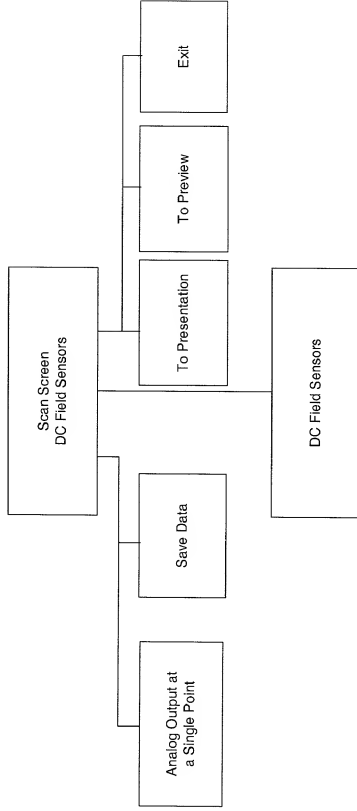 Scan Screen
DC Field Sensors
Analog Output at
a Single Point
Save Data
To Presentation
To Preview
Exit
DC Field Sensors